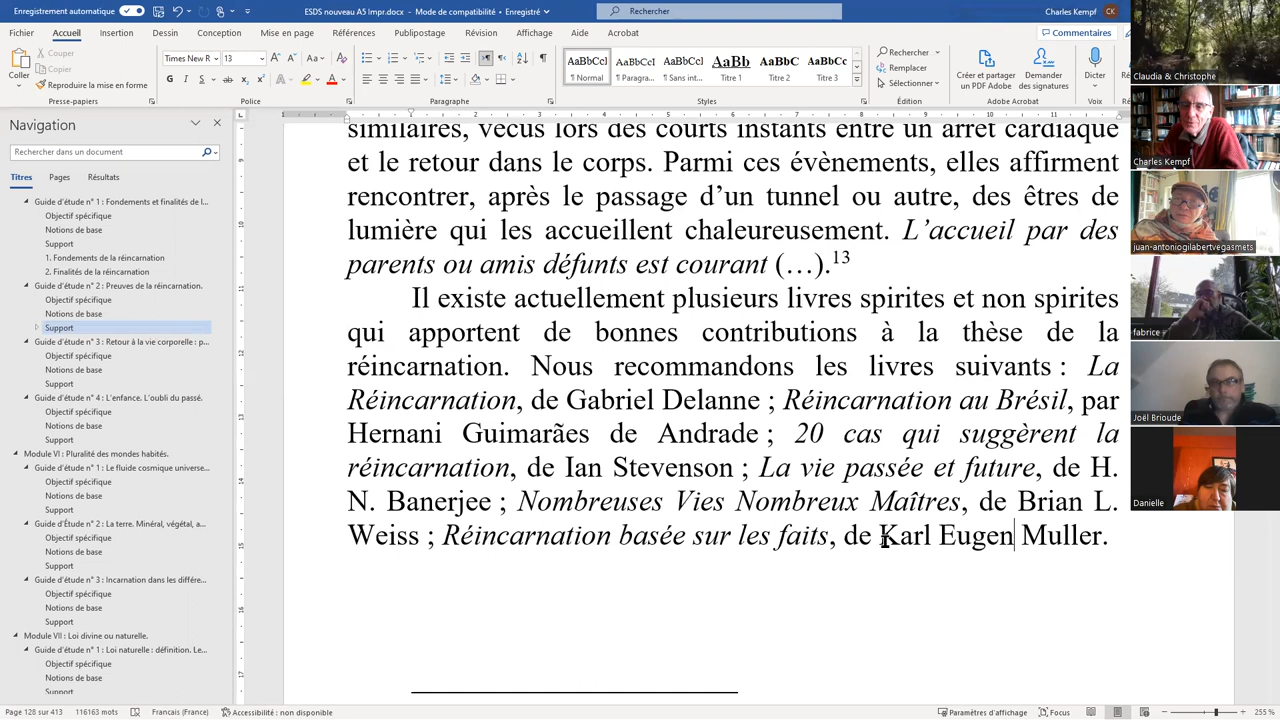 Enregistrement automatique
ESDS nouveau A5 Impr.docx - Mode de compatibilité • Enregistré
Rechercher
Charles Kempf
CK
Fichier
Accueil
Insertion
Dessin
Conception
Mise en page
Références
Publipostage
Révision
Affichage
Aide
Acrobat
Commentaires
Coller
Couper
Copier
Reproduire la mise en forme
Presse-papiers
Times New R
13
G I S ab
Police
Paragraphe
AaBbCcI
¶ Normal
AaBbCcI
¶ Paragra...
AaBbCcI
¶ Sans int...
AaBb
Titre 1
AaBbC
Titre 2
AaBbCc
Titre 3
Styles
Rechercher
Remplacer
Sélectionner
Édition
Créer et partager
un PDF Adobe
Adobe Acrobat
Demander
des signatures
Dicter
Voix
Navigation
Rechercher dans un document
Titres
Pages
Résultats
Guide d'étude n° 1 : Fondements et finalités de l...
Objectif spécifique
Notions de base
Support
1. Fondements de la réincarnation
2. Finalités de la réincarnation
Guide d'étude n° 2 : Preuves de la réincarnation.
Objectif spécifique
Notions de base
Support
Guide d'étude n° 3 : Retour à la vie corporelle : p...
Objectif spécifique
Notions de base
Support
Guide d'étude n° 4 : L'enfance. L'oubli du passé.
Objectif spécifique
Notions de base
Support
Module VI : Pluralité des mondes habités.
Guide d'étude n° 1 : Le fluide cosmique universe...
Objectif spécifique
Notions de base
Support
Guide d'Étude n° 2 : La terre. Minéral, végétal, a...
Objectif spécifique
Notions de base
Support
Guide d'étude n° 3 : Incarnation dans les différe...
Objectif spécifique
Notions de base
Support
Module VII : Loi divine ou naturelle.
Guide d'étude n° 1 : Loi naturelle : définition. Le...
Objectif spécifique
Notions de base
Support
similaires, vécus lors des courts instants entre un arrêt cardiaque
et le retour dans le corps. Parmi ces évènements, elles affirment
rencontrer, après le passage d'un tunnel ou autre, des êtres de
lumière qui les accueillent chaleureusement. L'accueil par des
parents ou amis défunts est courant (…).13
Il existe actuellement plusieurs livres spirites et non spirites
qui apportent de bonnes contributions à la thèse de la
réincarnation. Nous recommandons les livres suivants : La
Réincarnation, de Gabriel Delanne ; Réincarnation au Brésil, par
Hernani Guimarães de Andrade ; 20 cas qui suggèrent la
réincarnation, de Ian Stevenson ; La vie passée et future, de H.
N. Banerjee ; Nombreuses Vies Nombreux Maîtres, de Brian L.
Weiss ; Réincarnation basée sur les faits, de Karl Eugen Muller.
Claudia & Christophe
Charles Kempf
juan-antoniogilabertvegasmets
fabrice
Joël Brioude
Danielle
Page 128 sur 413
116163 mots
Francais (France)
Accessibilité : non disponible
Paramètres d'affichage
Focus
255 %